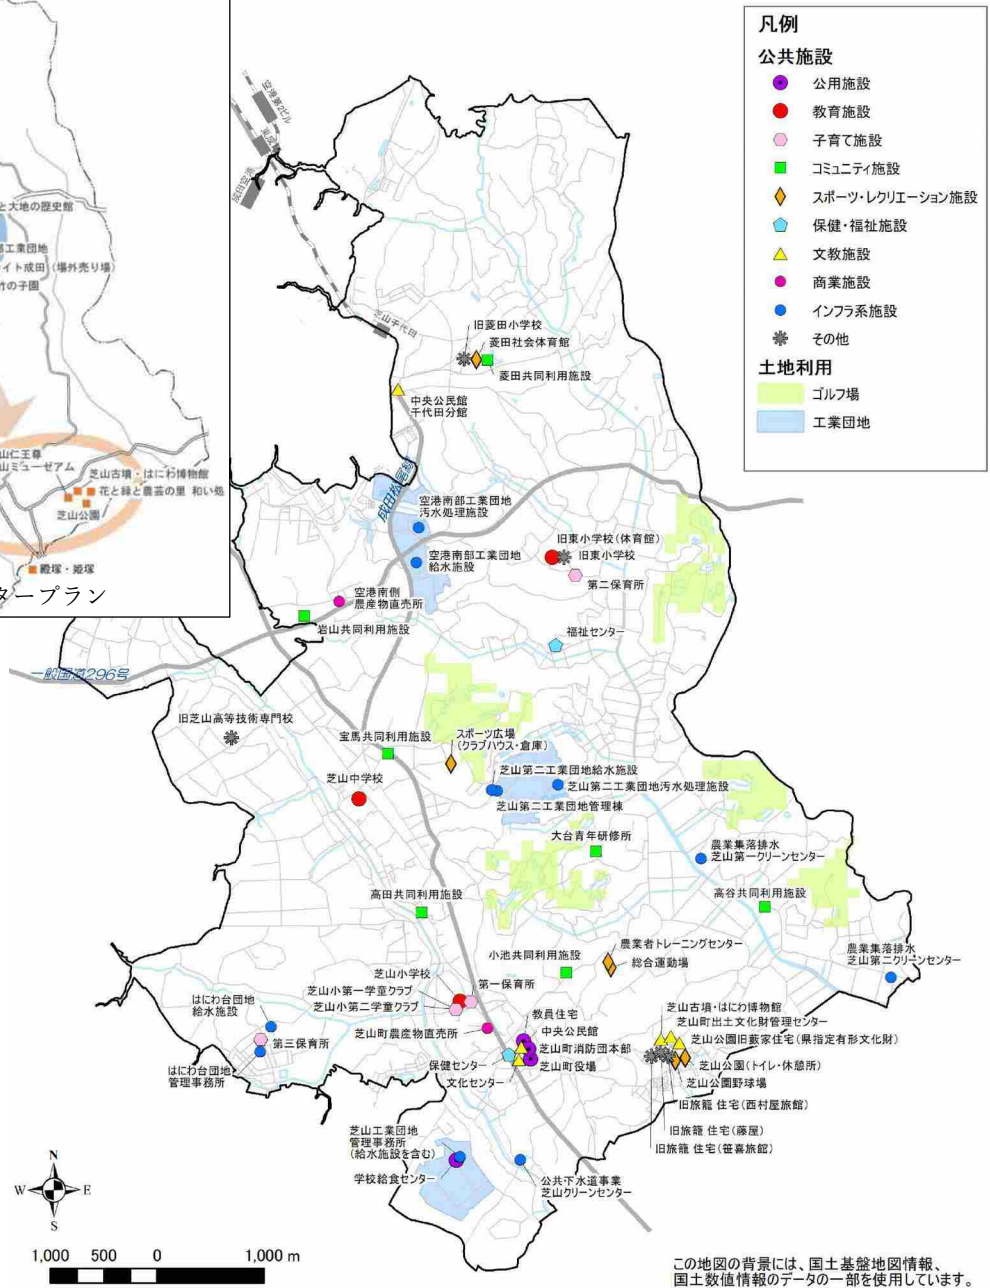 と大地の歴史館
部工業団地
イト成田(場外売り場)
竹の子園
山仁王尊
山ミューゼアム
芝山古墳・はにわ博物館
花と緑と農芸の里 和い処
芝山公園
殿塚・姫塚
タープラン
凡例
公共施設
公用施設
教育施設
子育て施設
コミュニティ施設
スポーツ・レクリエーション施設
保健・福祉施設
文教施設
商業施設
インフラ系施設
その他
土地利用
ゴルフ場
工業団地
空港第2ビル
成田空港
芝山千代田
旧菱田小学校
菱田社会体育館
菱田共同利用施設
中央公民館
千代田分館
成田松尾線
空港南部工業団地
汚水処理施設
空港南部工業団地
給水施設
旧東小学校(体育館)
旧東小学校
第二保育所
空港南側
農産物直売所
岩山共同利用施設
福祉センター
一般国道296号
旧芝山高等技術専門校
宝馬共同利用施設
スポーツ広場
(クラブハウス・倉庫)
芝山第二工業団地給水施設
芝山第二工業団地汚水処理施設
芝山第二工業団地管理棟
芝山中学校
大台青年研修所
農業集落排水
芝山第一クリーンセンター
高田共同利用施設
高谷共同利用施設
農業者トレーニングセンター
総合運動場
小池共同利用施設
農業集落排水
芝山第二クリーンセンター
芝山小学校
第一保育所
芝山小第一学童クラブ
芝山小第二学童クラブ
芝山町農産物直売所
はにわ台団地
給水施設
第三保育所
はにわ台団地
管理事務所
教員住宅
中央公民館
芝山町消防団本部
芝山町役場
保健センター
文化センター
芝山古墳・はにわ博物館
芝山町出土文化財管理センター
芝山公園旧藪家住宅(県指定有形文化財)
芝山公園(トイレ・休憩所)
芝山公園野球場
旧旅籠 住宅(西村屋旅館)
旧旅籠 住宅(藤屋)
旧旅籠 住宅(笹喜旅館)
芝山工業団地
管理事務所
(給水施設を含む)
学校給食センター
公共下水道事業
芝山クリーンセンター
N
W
E
S
1,000 500 0 1,000 m
この地図の背景には、国土基盤地図情報、
国土数値情報のデータの一部を使用しています。